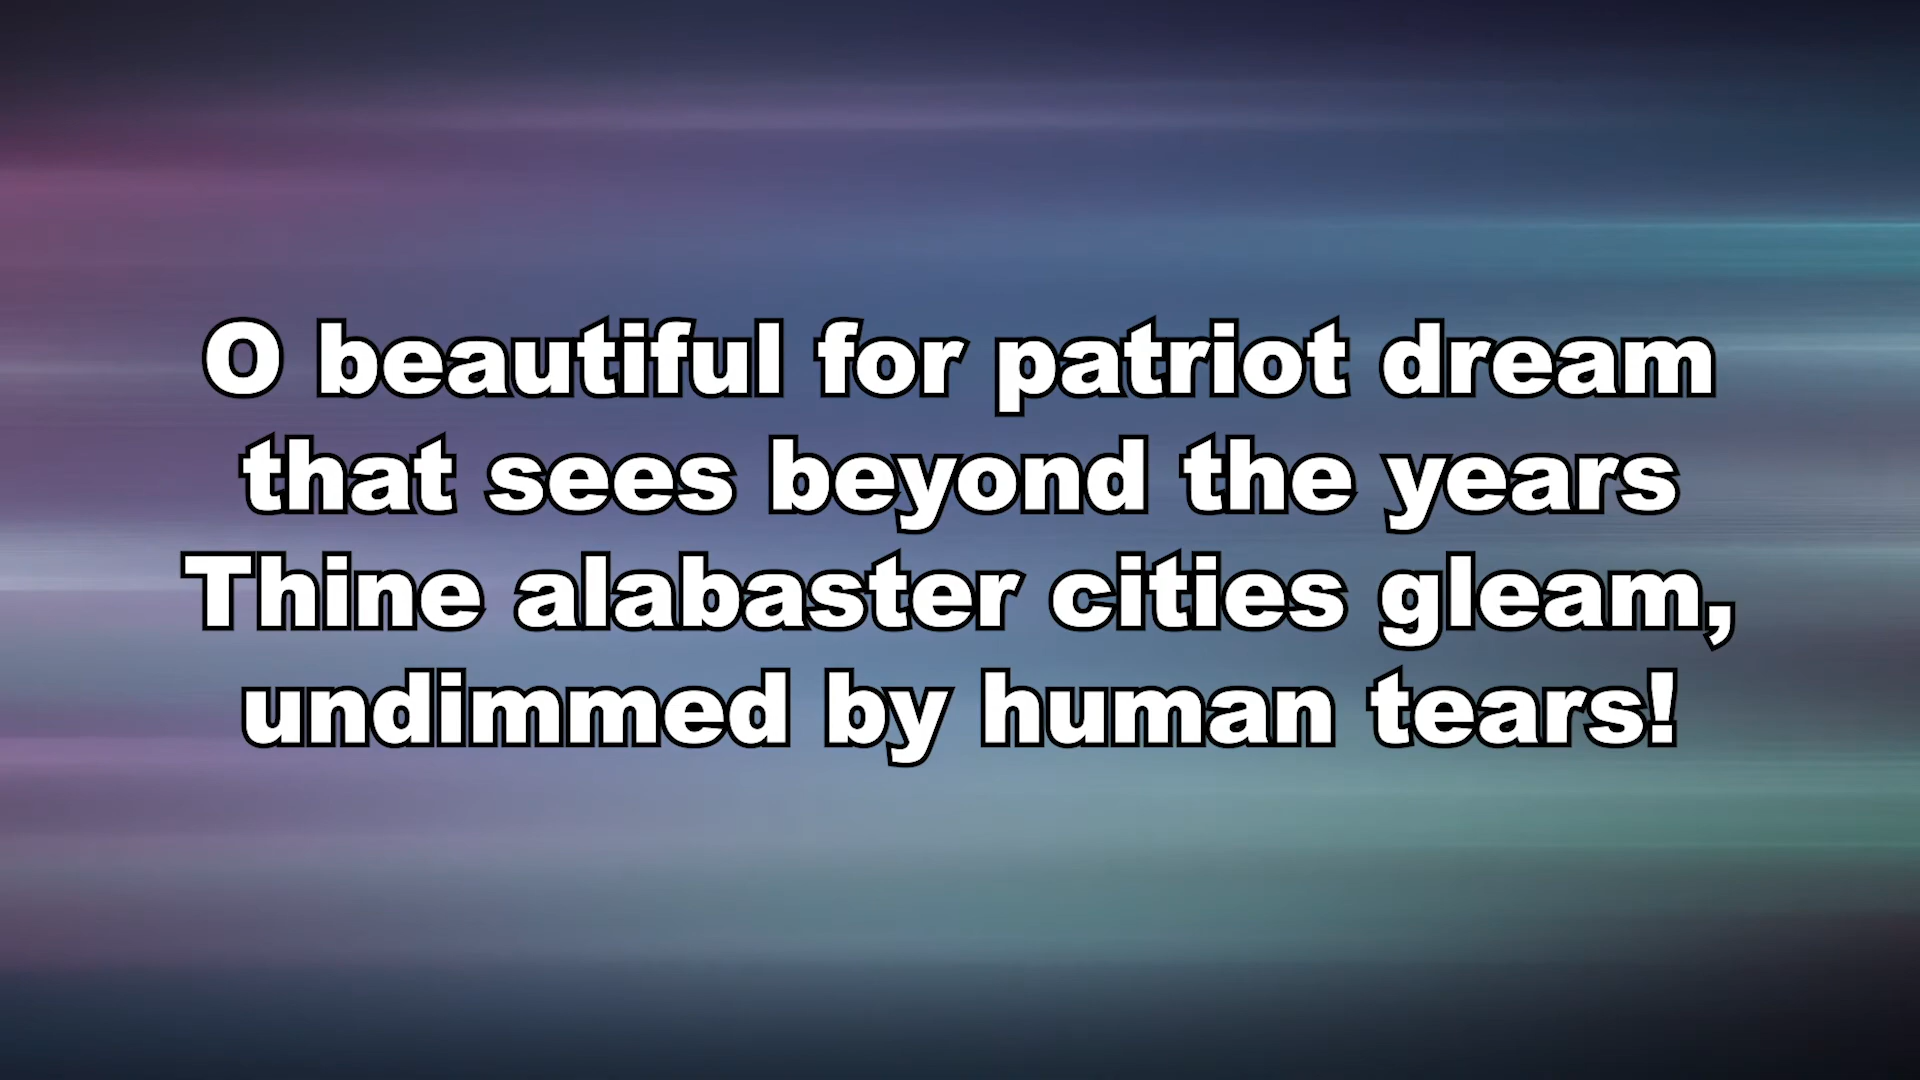 O beautiful for patriot dream
that sees beyond the years
Thine alabaster cities gleam,
undimmed by human tears!